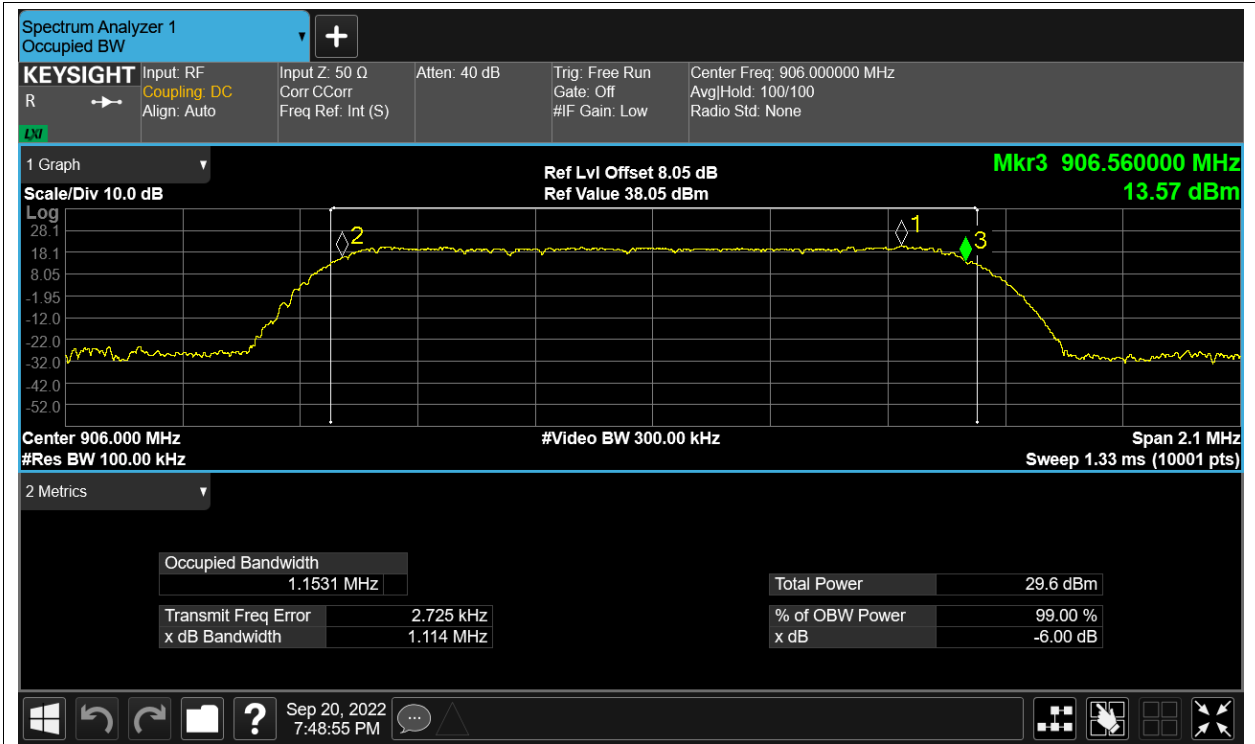 Spectrum Analyzer 1
Occupied BW
KEYSIGHT
R
LXI
Input: RF
Coupling: DC
Align: Auto
Input Z: 50 Ω
Corr CCorr
Freq Ref: Int (S)
Atten: 40 dB
Trig: Free Run
Gate: Off
#IF Gain: Low
Center Freq: 906.000000 MHz
Avg|Hold: 100/100
Radio Std: None
1 Graph
Scale/Div 10.0 dB
Ref Lvl Offset 8.05 dB
Ref Value 38.05 dBm
Mkr3 906.560000 MHz
13.57 dBm
Log
28.1
18.1
8.05
-1.95
-12.0
-22.0
-32.0
-42.0
-52.0
2
1
3
Center 906.000 MHz
#Video BW 300.00 kHz
Span 2.1 MHz
#Res BW 100.00 kHz
Sweep 1.33 ms (10001 pts)
2 Metrics
Occupied Bandwidth
1.1531 MHz
Total Power 29.6 dBm
Transmit Freq Error 2.725 kHz
% of OBW Power 99.00 %
x dB Bandwidth 1.114 MHz
x dB -6.00 dB
?
Sep 20, 2022
7:48:55 PM